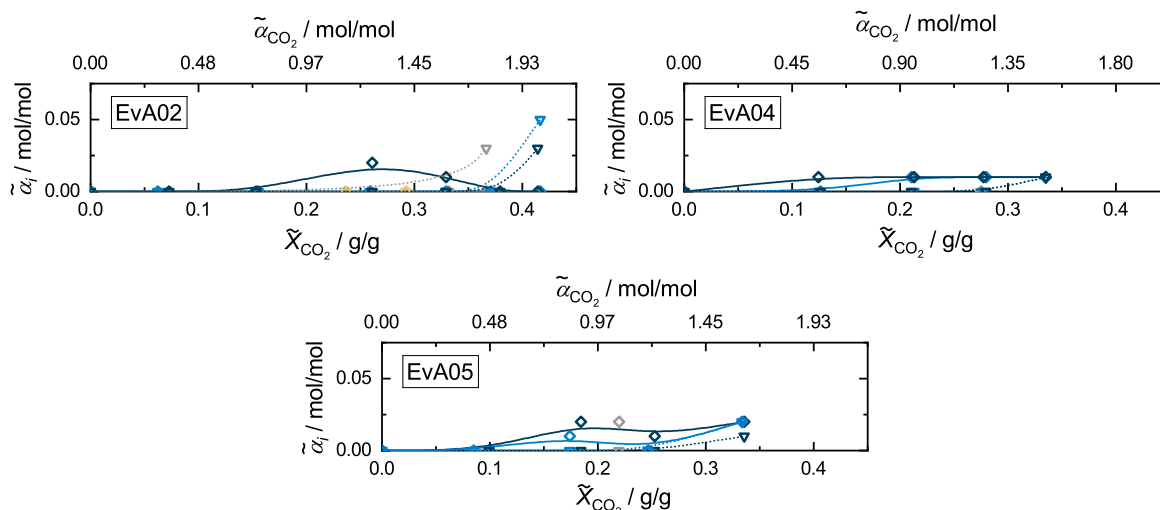 α̃CO₂ / mol/mol
0.00 0.48 0.97 1.45 1.93
EvA02
0.05
0.00
α̃i / mol/mol
0.0 0.1 0.2 0.3 0.4
X̃CO₂ / g/g
α̃CO₂ / mol/mol
0.00 0.45 0.90 1.35 1.80
EvA04
0.05
0.00
α̃i / mol/mol
0.0 0.1 0.2 0.3 0.4
X̃CO₂ / g/g
α̃CO₂ / mol/mol
0.00 0.48 0.97 1.45 1.93
EvA05
0.05
0.00
α̃i / mol/mol
0.0 0.1 0.2 0.3 0.4
X̃CO₂ / g/g